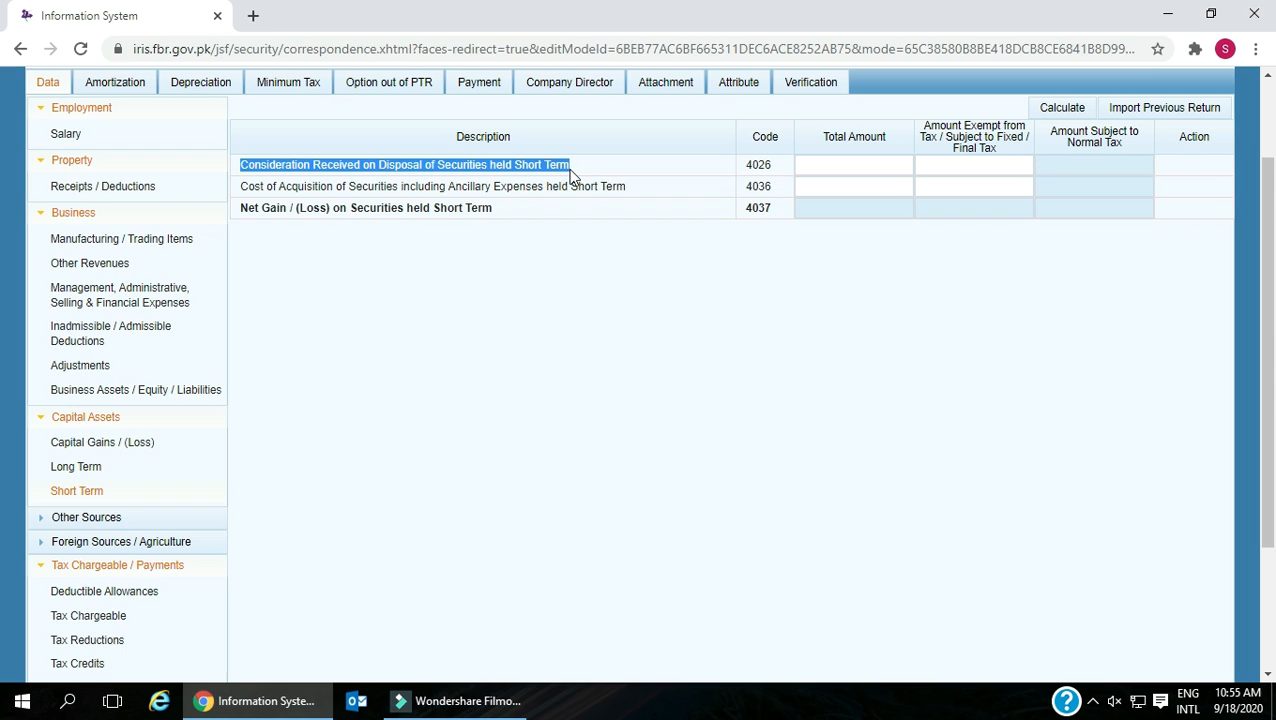 Information System
iris.fbr.gov.pk/jsf/security/correspondence.xhtml?faces-redirect=true&editModeId=6BEB77AC6BF665311DEC6ACE8252AB75&mode=65C3858B8BE418DCB8CE6841B8D99...
S
Data
Amortization
Depreciation
Minimum Tax
Option out of PTR
Payment
Company Director
Attachment
Attribute
Verification
Employment
Salary
Property
Receipts / Deductions
Business
Manufacturing / Trading Items
Other Revenues
Management, Administrative,
Selling & Financial Expenses
Inadmissible / Admissible
Deductions
Adjustments
Business Assets / Equity / Liabilities
Capital Assets
Capital Gains / (Loss)
Long Term
Short Term
Other Sources
Foreign Sources / Agriculture
Tax Chargeable / Payments
Deductible Allowances
Tax Chargeable
Tax Reductions
Tax Credits
Calculate
Import Previous Return
Description
Code
Total Amount
Amount Exempt from
Tax / Subject to Fixed /
Final Tax
Amount Subject to
Normal Tax
Action
Consideration Received on Disposal of Securities held Short Term
4026
Cost of Acquisition of Securities including Ancillary Expenses held Short Term
4036
Net Gain / (Loss) on Securities held Short Term
4037
Information Syste...
Wondershare Filmo...
ENG
INTL
10:55 AM
9/18/2020